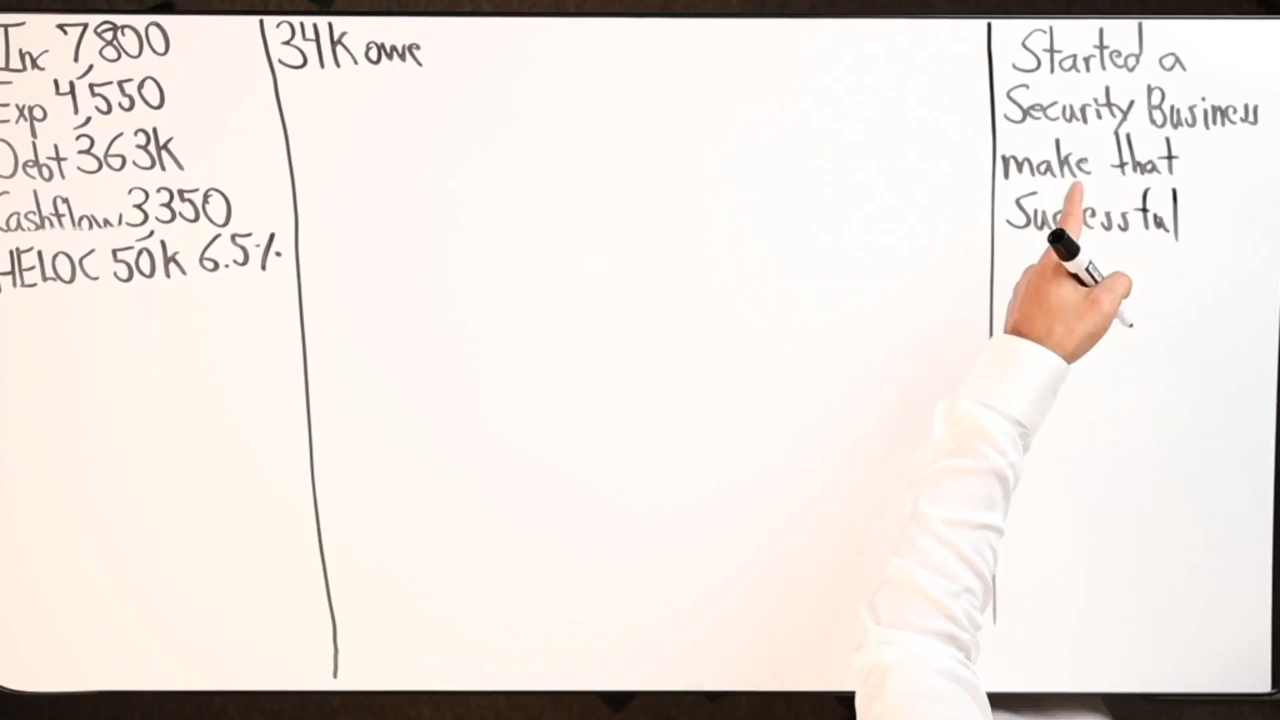 Inc 7,800
Exp 4,550
Debt 363K
Cashflow 3350
HELOC 50K 6.5%
34K owe
Started a
Security Business
make that
Successful